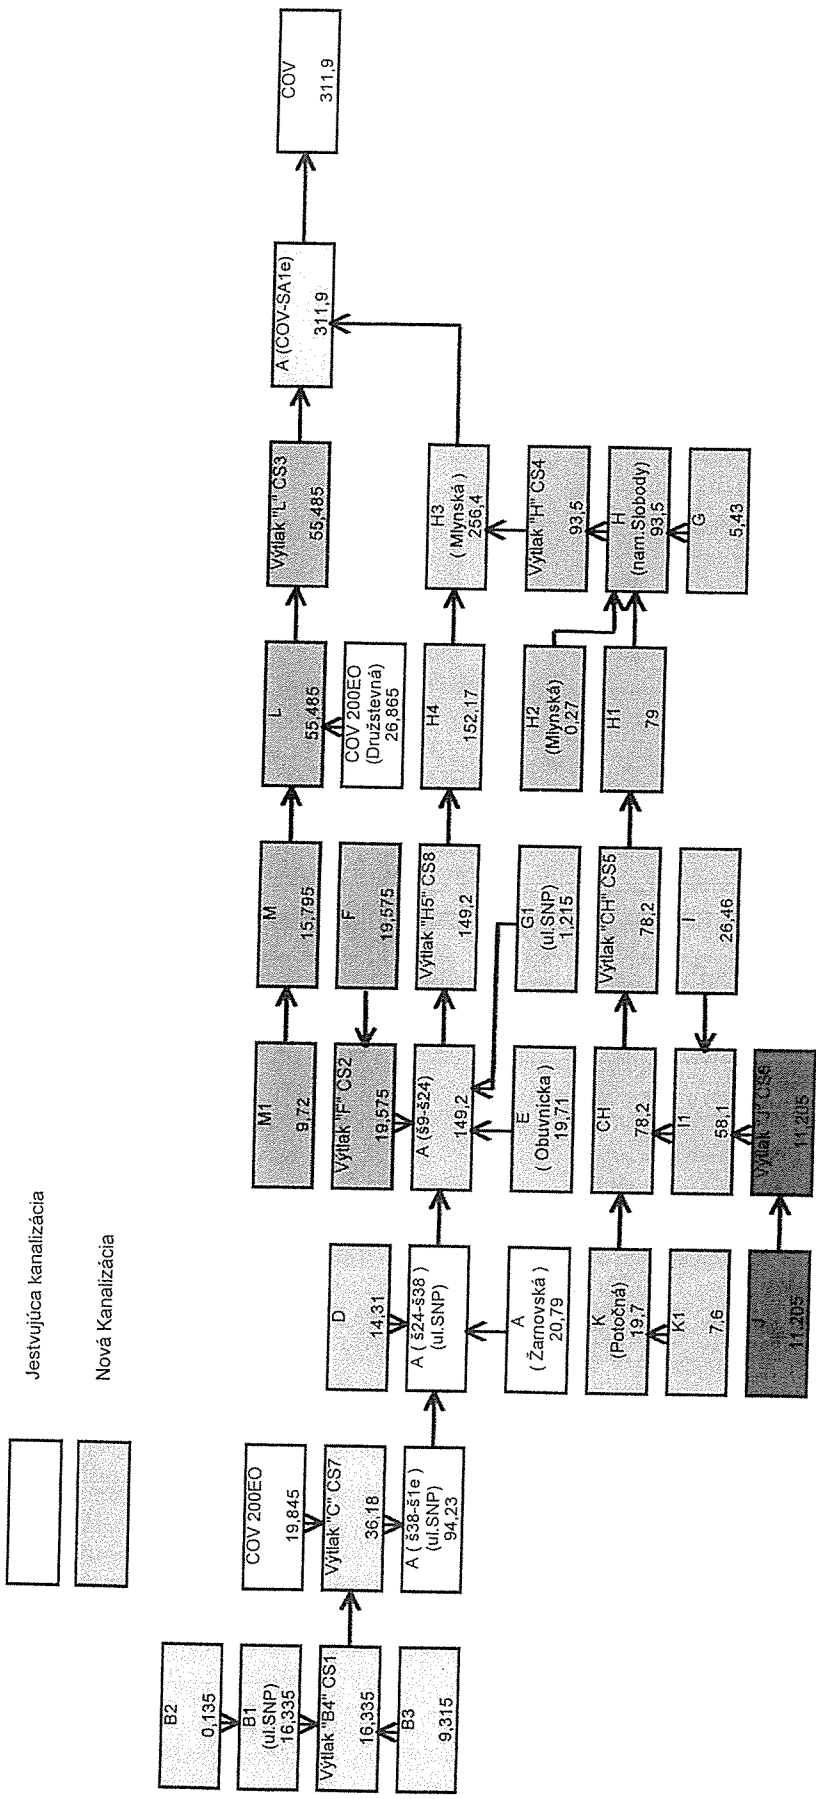 Jestvujúca kanalizácia
Nová Kanalizácia
B2
0,135
B1
(ul.SNP)
16,335
Výtlak "B4" CS1
16,335
B3
9,315
COV 200EO
19,845
Výtlak "C" CS7
36,18
A ( š38-š1e )
(ul.SNP)
94,23
D
14,31
A ( š24-š38 )
(ul.SNP)
A
( Žarnovská )
20,79
K
(Potočná)
19,7
K1
7,6
J
11,205
M1
9,72
Výtlak "F" CS2
19,575
A (š9-š24)
149,2
E
( Obuvnícka )
19,71
CH
78,2
I1
58,1
Výtlak "J" CS6
11,205
M
15,795
F
19,575
Výtlak "H5" CS8
149,2
G1
(ul.SNP)
1,215
Výtlak "CH" CS5
78,2
I
26,46
L
55,485
COV 200EO
(Družstevná)
26,865
H4
152,17
H2
(Mlynská)
0,27
H1
79
Výtlak "L" CS3
55,485
H3
( Mlynská )
256,4
Výtlak "H" CS4
93,5
H
(nam.Slobody)
93,5
G
5,43
A (COV-SA1e)
311,9
COV
311,9